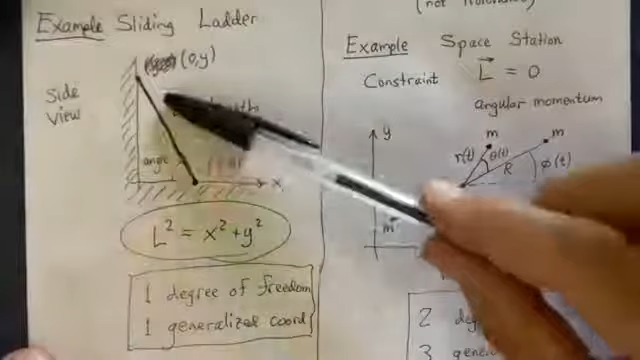 Example Sliding Ladder
(0,y)
Side
View
angle
x
L² = x² + y²
1 degree of freedom
1 generalized coord
(not holonomic)
Example Space Station
Constraint L⃗ = 0
angular momentum
y
m
m
r(t)
θ(t)
R
ϕ(t)
m
2
3